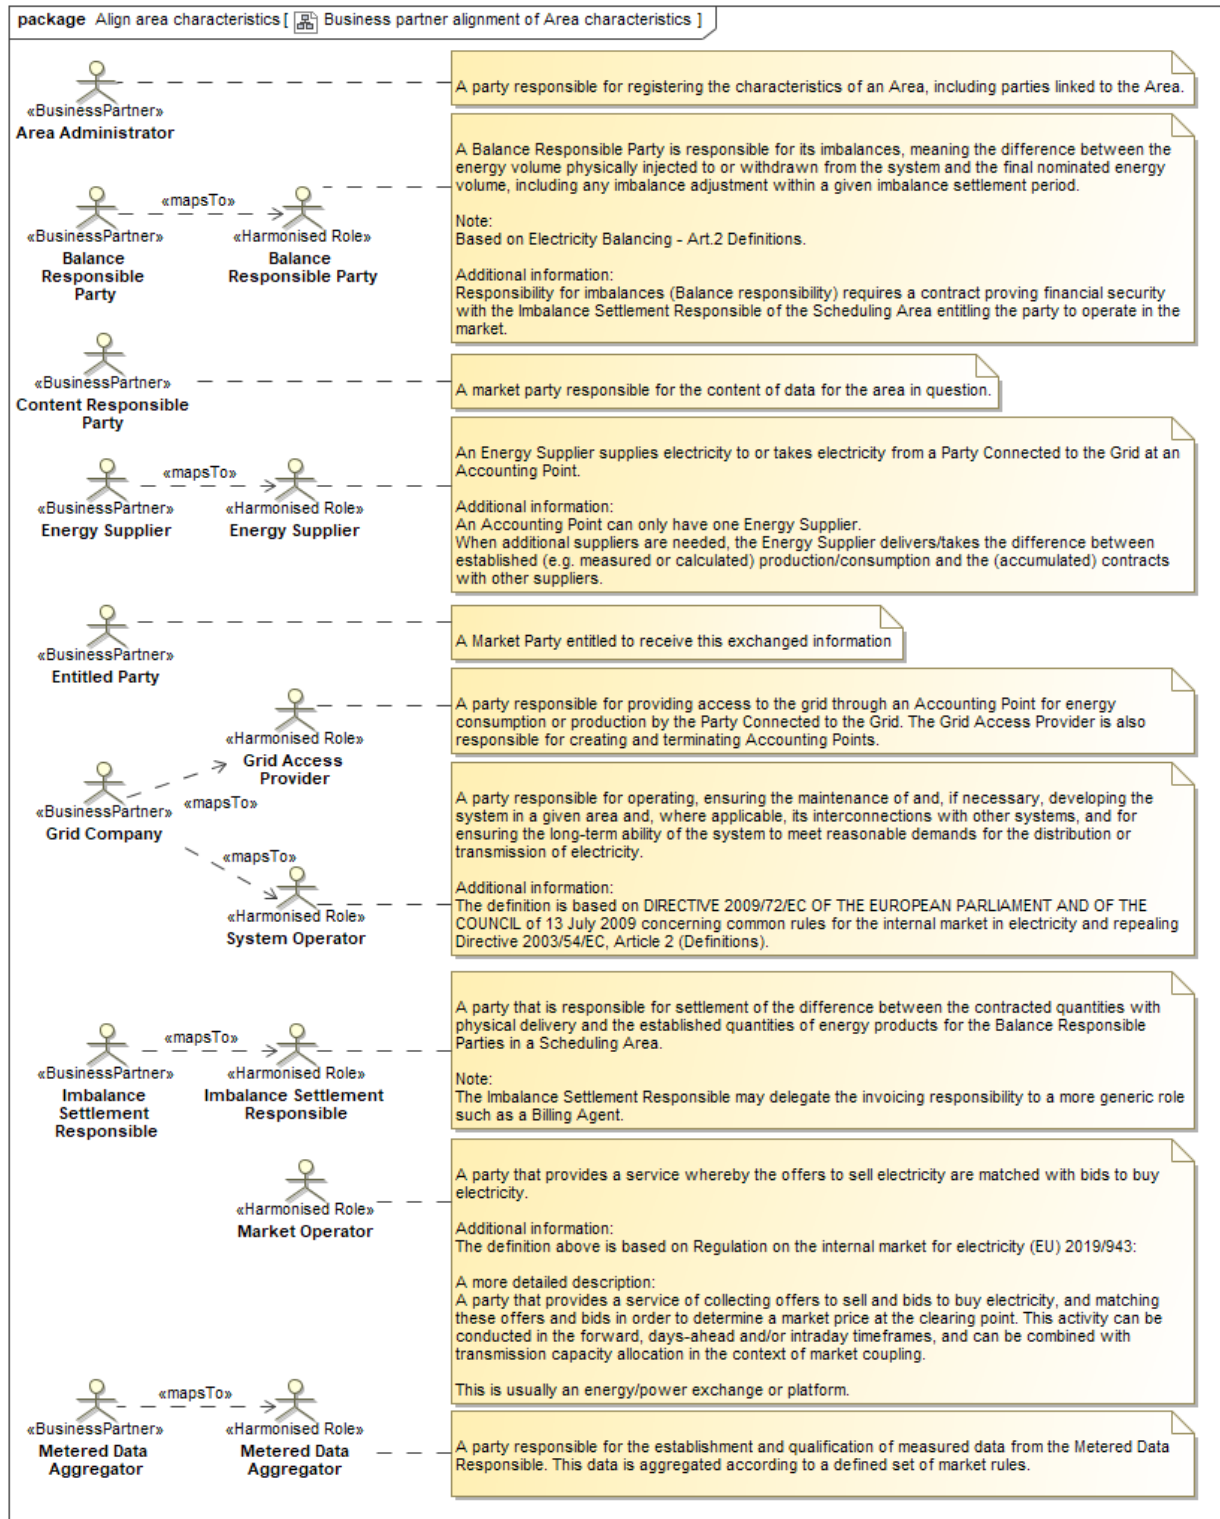 package Align area characteristics [ Business partner alignment of Area characteristics ]
«BusinessPartner»
Area Administrator
A party responsible for registering the characteristics of an Area, including parties linked to the Area.
«BusinessPartner»
Balance
Responsible
Party
«mapsTo»
«Harmonised Role»
Balance
Responsible Party
A Balance Responsible Party is responsible for its imbalances, meaning the difference between the
energy volume physically injected to or withdrawn from the system and the final nominated energy
volume, including any imbalance adjustment within a given imbalance settlement period.
Note:
Based on Electricity Balancing - Art.2 Definitions.
Additional information:
Responsibility for imbalances (Balance responsibility) requires a contract proving financial security
with the Imbalance Settlement Responsible of the Scheduling Area entitling the party to operate in the
market.
«BusinessPartner»
Content Responsible
Party
A market party responsible for the content of data for the area in question.
«BusinessPartner»
Energy Supplier
«mapsTo»
«Harmonised Role»
Energy Supplier
An Energy Supplier supplies electricity to or takes electricity from a Party Connected to the Grid at an
Accounting Point.
Additional information:
An Accounting Point can only have one Energy Supplier.
When additional suppliers are needed, the Energy Supplier delivers/takes the difference between
established (e.g. measured or calculated) production/consumption and the (accumulated) contracts
with other suppliers.
«BusinessPartner»
Entitled Party
A Market Party entitled to receive this exchanged information
«Harmonised Role»
Grid Access
Provider
A party responsible for providing access to the grid through an Accounting Point for energy
consumption or production by the Party Connected to the Grid. The Grid Access Provider is also
responsible for creating and terminating Accounting Points.
«BusinessPartner»
Grid Company
«mapsTo»
«mapsTo»
«Harmonised Role»
System Operator
A party responsible for operating, ensuring the maintenance of and, if necessary, developing the
system in a given area and, where applicable, its interconnections with other systems, and for
ensuring the long-term ability of the system to meet reasonable demands for the distribution or
transmission of electricity.
Additional information:
The definition is based on DIRECTIVE 2009/72/EC OF THE EUROPEAN PARLIAMENT AND OF THE
COUNCIL of 13 July 2009 concerning common rules for the internal market in electricity and repealing
Directive 2003/54/EC, Article 2 (Definitions).
«BusinessPartner»
Imbalance
Settlement
Responsible
«mapsTo»
«Harmonised Role»
Imbalance Settlement
Responsible
A party that is responsible for settlement of the difference between the contracted quantities with
physical delivery and the established quantities of energy products for the Balance Responsible
Parties in a Scheduling Area.
Note:
The Imbalance Settlement Responsible may delegate the invoicing responsibility to a more generic role
such as a Billing Agent.
«Harmonised Role»
Market Operator
A party that provides a service whereby the offers to sell electricity are matched with bids to buy
electricity.
Additional information:
The definition above is based on Regulation on the internal market for electricity (EU) 2019/943:
A more detailed description:
A party that provides a service of collecting offers to sell and bids to buy electricity, and matching
these offers and bids in order to determine a market price at the clearing point. This activity can be
conducted in the forward, days-ahead and/or intraday timeframes, and can be combined with
transmission capacity allocation in the context of market coupling.
This is usually an energy/power exchange or platform.
«BusinessPartner»
Metered Data
Aggregator
«mapsTo»
«Harmonised Role»
Metered Data
Aggregator
A party responsible for the establishment and qualification of measured data from the Metered Data
Responsible. This data is aggregated according to a defined set of market rules.